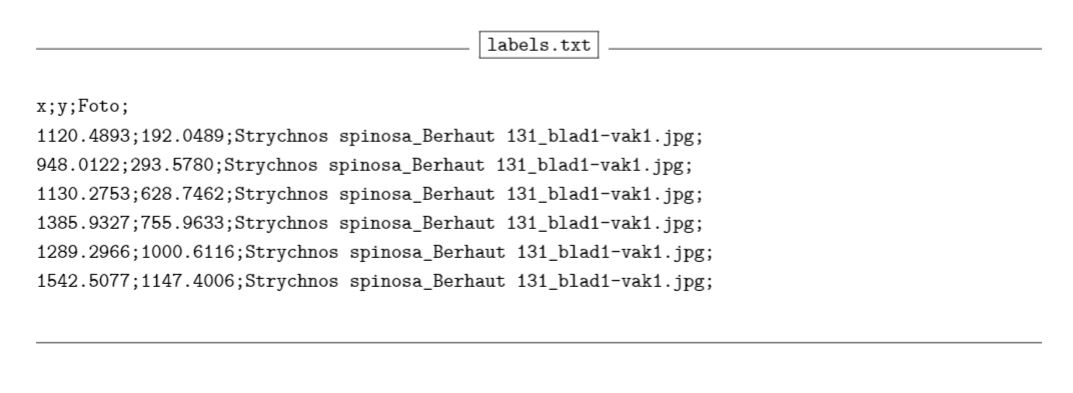 labels.txt
x;y;Foto;
1120.4893;192.0489;Strychnos spinosa_Berhaut 131_blad1-vak1.jpg;
948.0122;293.5780;Strychnos spinosa_Berhaut 131_blad1-vak1.jpg;
1130.2753;628.7462;Strychnos spinosa_Berhaut 131_blad1-vak1.jpg;
1385.9327;755.9633;Strychnos spinosa_Berhaut 131_blad1-vak1.jpg;
1289.2966;1000.6116;Strychnos spinosa_Berhaut 131_blad1-vak1.jpg;
1542.5077;1147.4006;Strychnos spinosa_Berhaut 131_blad1-vak1.jpg;